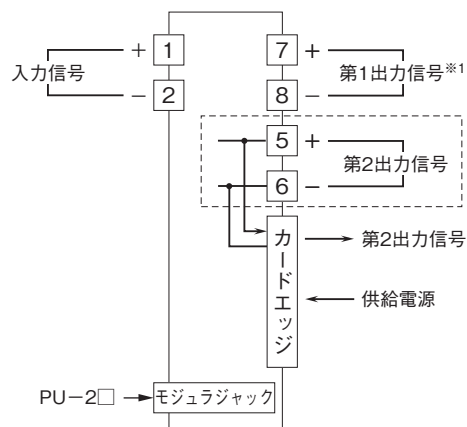 入力信号
+ 1
− 2
7 +
8 −
第1出力信号※1
5 +
6 −
第2出力信号
カードエッジ
第2出力信号
供給電源
PU−2□
モジュラジャック